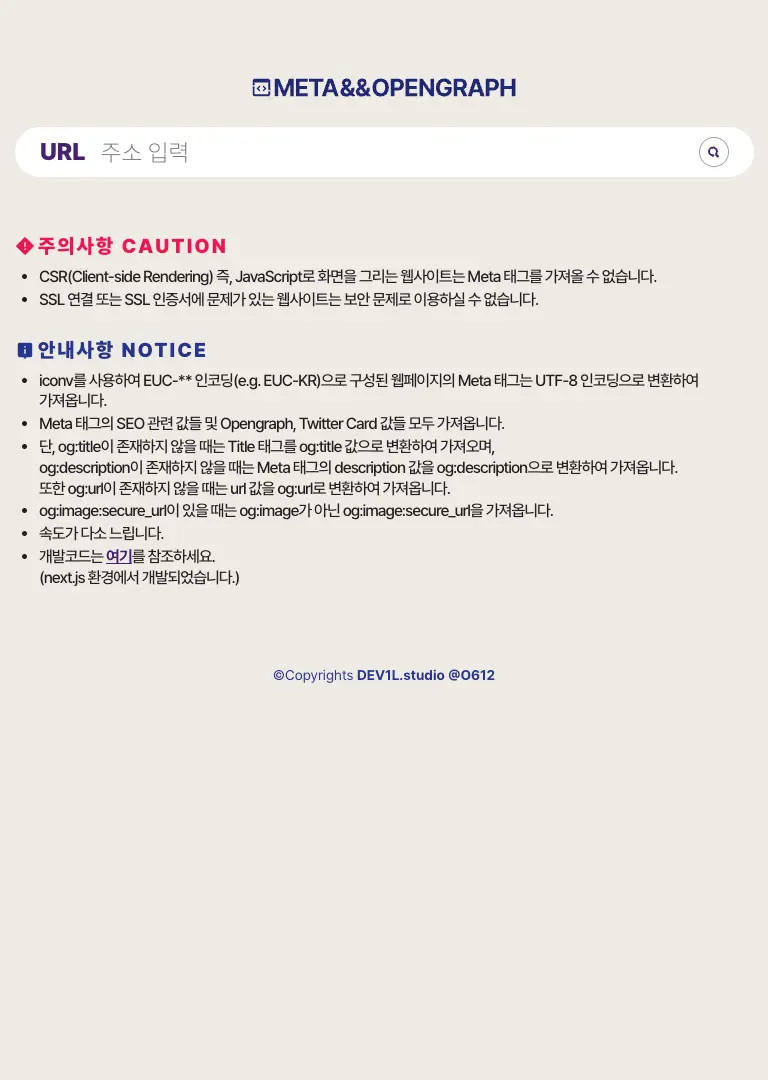 META&&OPENGRAPH
URL 주소 입력
주의사항 CAUTION
• CSR(Client-side Rendering) 즉, JavaScript로 화면을 그리는 웹사이트는 Meta 태그를 가져올 수 없습니다.
• SSL 연결 또는 SSL 인증서에 문제가 있는 웹사이트는 보안 문제로 이용하실 수 없습니다.
안내사항 NOTICE
• iconv를 사용하여 EUC-** 인코딩(e.g. EUC-KR)으로 구성된 웹페이지의 Meta 태그는 UTF-8 인코딩으로 변환하여
가져옵니다.
• Meta 태그의 SEO 관련 값들 및 Opengraph, Twitter Card 값들 모두 가져옵니다.
• 단, og:title이 존재하지 않을 때는 Title 태그를 og:title 값으로 변환하여 가져오며,
og:description이 존재하지 않을 때는 Meta 태그의 description 값을 og:description으로 변환하여 가져옵니다.
또한 og:url이 존재하지 않을 때는 url 값을 og:url로 변환하여 가져옵니다.
• og:image:secure_url이 있을 때는 og:image가 아닌 og:image:secure_url을 가져옵니다.
• 속도가 다소 느립니다.
• 개발코드는 여기를 참조하세요.
(next.js 환경에서 개발되었습니다.)
©Copyrights DEV1L.studio @O612